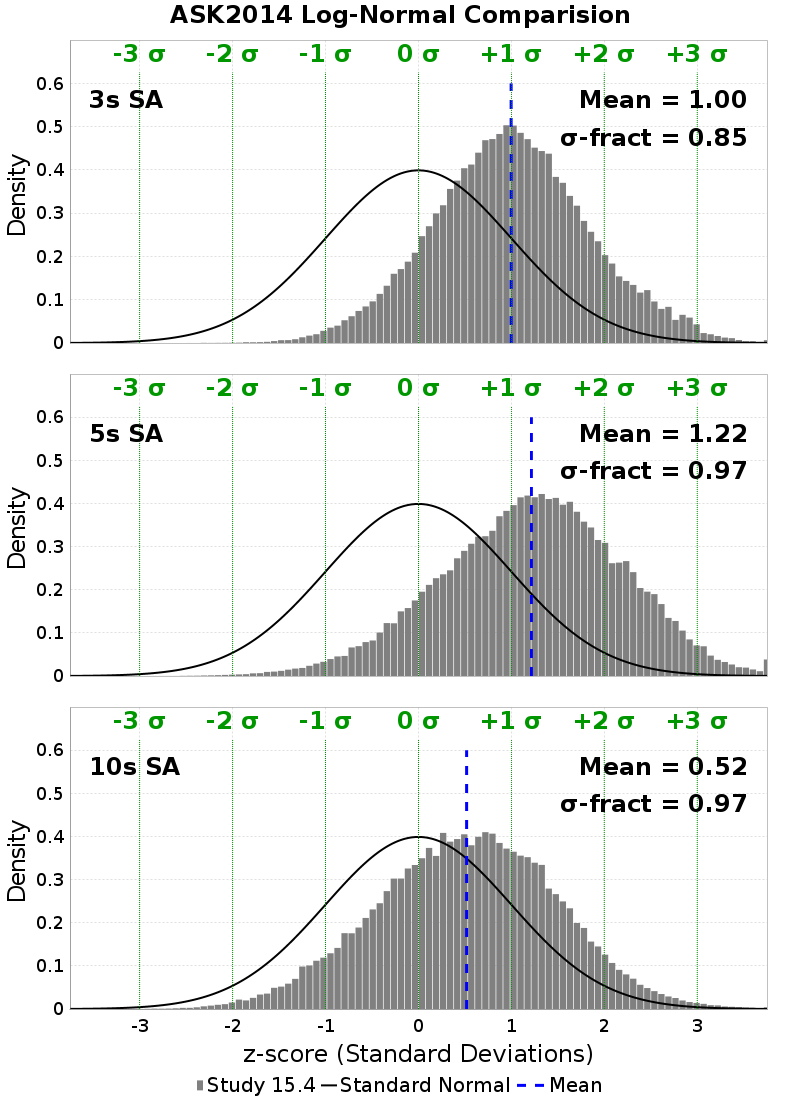 ASK2014 Log-Normal Comparision
-3 σ -2 σ -1 σ 0 σ +1 σ +2 σ +3 σ
0.6
3s SA
Mean = 1.00
0.5
σ-fract = 0.85
0.4
Density
0.3
0.2
0.1
0
-3 σ -2 σ -1 σ 0 σ +1 σ +2 σ +3 σ
0.6
5s SA
Mean = 1.22
0.5
σ-fract = 0.97
0.4
Density
0.3
0.2
0.1
0
-3 σ -2 σ -1 σ 0 σ +1 σ +2 σ +3 σ
0.6
10s SA
Mean = 0.52
0.5
σ-fract = 0.97
0.4
Density
0.3
0.2
0.1
0
-3 -2 -1 0 1 2 3
z-score (Standard Deviations)
Study 15.4 Standard Normal Mean